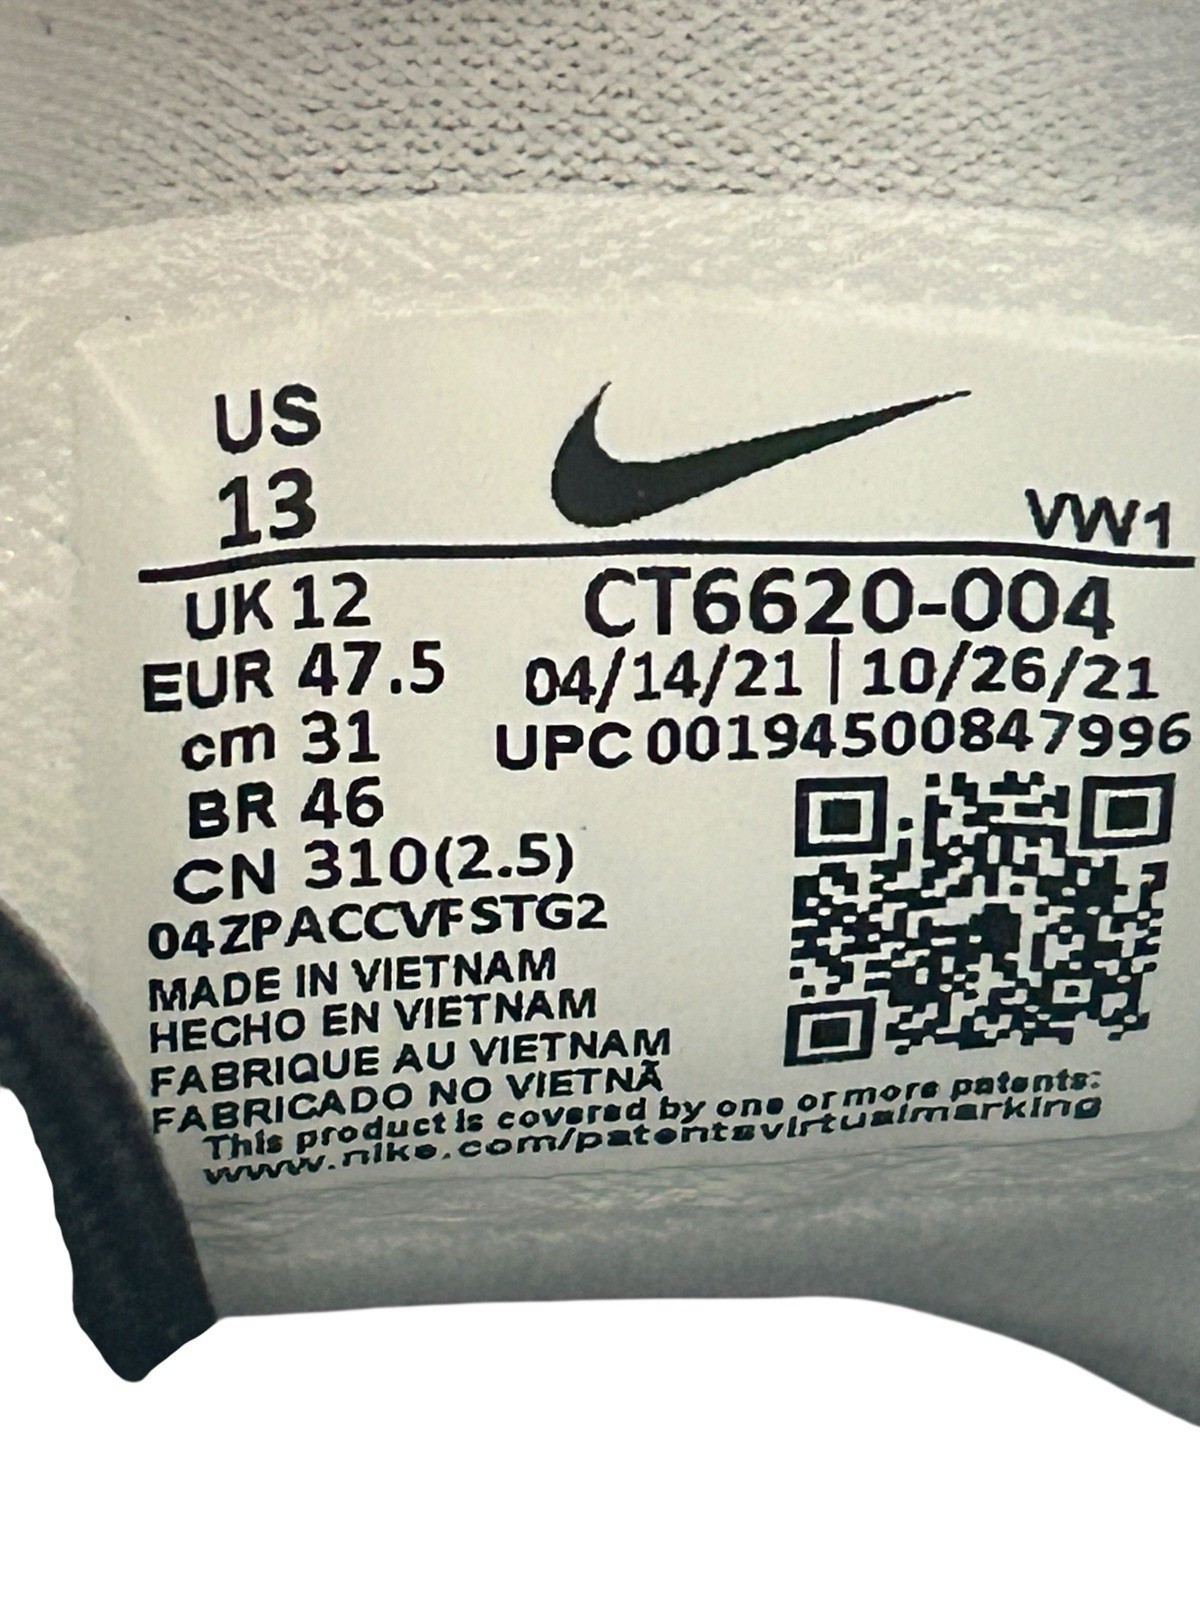 US
13
VW1
UK 12
CT6620-004
EUR 47.5
04/14/21 | 10/26/21
cm 31
UPC 00194500847996
BR 46
CN 310(2.5)
04ZPACCVFSTG2
MADE IN VIETNAM
HECHO EN VIETNAM
FABRIQUE AU VIETNAM
FABRICADO NO VIETNÃ
This product is covered by one or more patents:
www.nike.com/patentsvirtualmarking